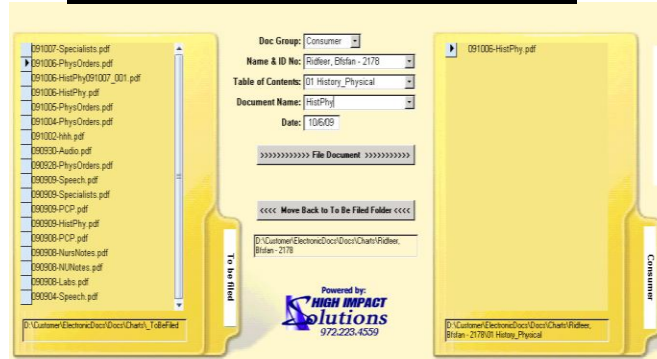 091007-Specialists.pdf
091006-PhysOrders.pdf
091006-HistPhy091007_001.pdf
091006-HistPhy.pdf
091005-PhysOrders.pdf
091004-PhysOrders.pdf
091002-hhh.pdf
090930-Audio.pdf
090928-PhysOrders.pdf
090909-Speech.pdf
090909-Specialists.pdf
090909-PCP.pdf
090909-HistPhy.pdf
090908-PCP.pdf
090908-NursNotes.pdf
090908-NUNotes.pdf
090908-Labs.pdf
090904-Speech.pdf
D:\Customer\ElectronicDocs\Docs\Charts\_ToBeFiled
To be filed
Doc Group: Consumer
Name & ID No: Ridfeer, Bfsfan - 2178
Table of Contents: 01 History_Physical
Document Name: HistPhy
Date: 10/6/09
>>>>>>>>>>>> File Document >>>>>>>>>>>
<<<< Move Back to To Be Filed Folder <<<<
D:\Customer\ElectronicDocs\Docs\Charts\Ridfeer,
Bfsfan - 2178
Powered by:
HIGH IMPACT
Solutions
972.223.4559
091006-HistPhy.pdf
D:\Customer\ElectronicDocs\Docs\Charts\Ridfeer,
Bfsfan - 2178\01 History_Physical
Consumer